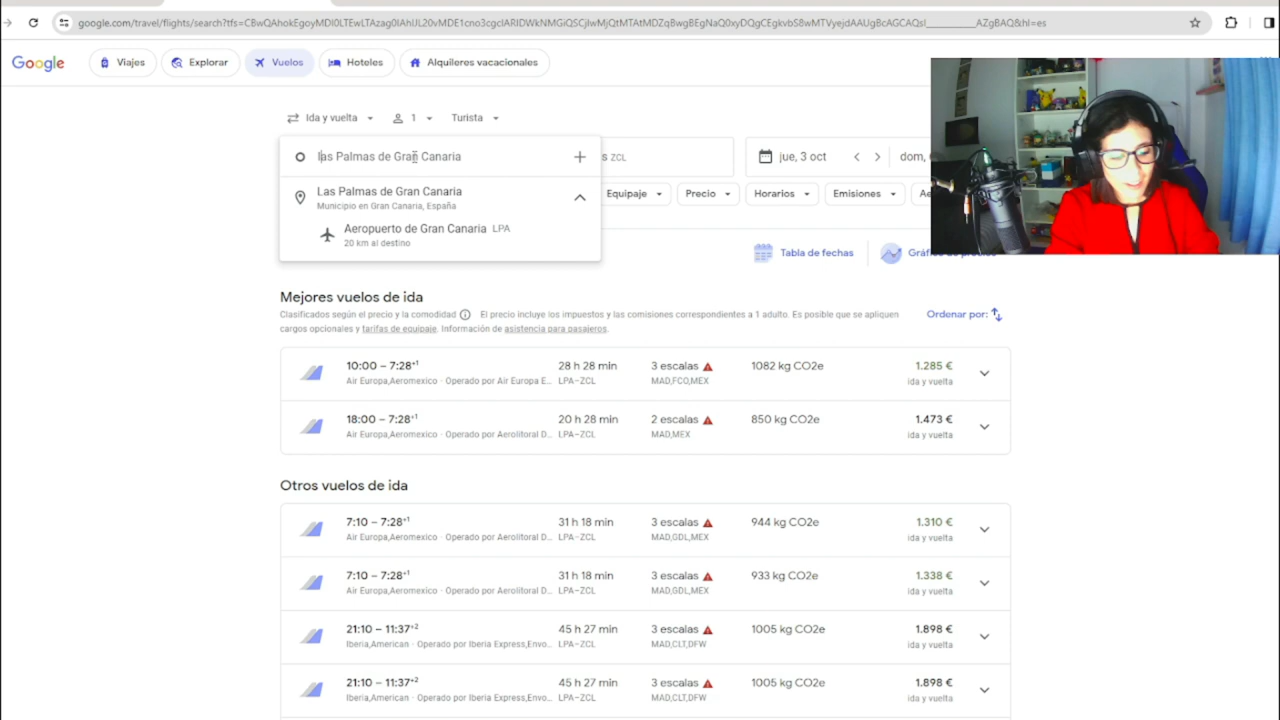 Google
Viajes
Explorar
Vuelos
Hoteles
Alquileres vacacionales
Ida y vuelta
1
Turista
las Palmas de Gran Canaria
s ZCL
jue, 3 oct
dom,
Las Palmas de Gran Canaria
Municipio en Gran Canaria, España
Aeropuerto de Gran Canaria LPA
20 km al destino
Equipaje
Precio
Horarios
Emisiones
Tabla de fechas
Mejores vuelos de ida
Clasificados según el precio y la comodidad El precio incluye los impuestos y las comisiones correspondientes a 1 adulto. Es posible que se apliquen
cargos opcionales y tarifas de equipaje. Información de asistencia para pasajeros.
Ordenar por:
10:00 – 7:28+1 28 h 28 min 3 escalas 1082 kg CO2e 1.285 €
Air Europa,Aeromexico · Operado por Air Europa E... LPA–ZCL MAD,FCO,MEX ida y vuelta
18:00 – 7:28+1 20 h 28 min 2 escalas 850 kg CO2e 1.473 €
Air Europa,Aeromexico · Operado por Aerolitoral D... LPA–ZCL MAD,MEX ida y vuelta
Otros vuelos de ida
7:10 – 7:28+1 31 h 18 min 3 escalas 944 kg CO2e 1.310 €
Air Europa,Aeromexico · Operado por Aerolitoral D... LPA–ZCL MAD,GDL,MEX ida y vuelta
7:10 – 7:28+1 31 h 18 min 3 escalas 933 kg CO2e 1.338 €
Air Europa,Aeromexico · Operado por Aerolitoral D... LPA–ZCL MAD,GDL,MEX ida y vuelta
21:10 – 11:37+2 45 h 27 min 3 escalas 1005 kg CO2e 1.898 €
Iberia,American · Operado por Iberia Express,Envo... LPA–ZCL MAD,CLT,DFW ida y vuelta
21:10 – 11:37+2 45 h 27 min 3 escalas 1005 kg CO2e 1.898 €
Iberia,American · Operado por Iberia Express,Envo... LPA–ZCL MAD,CLT,DFW ida y vuelta